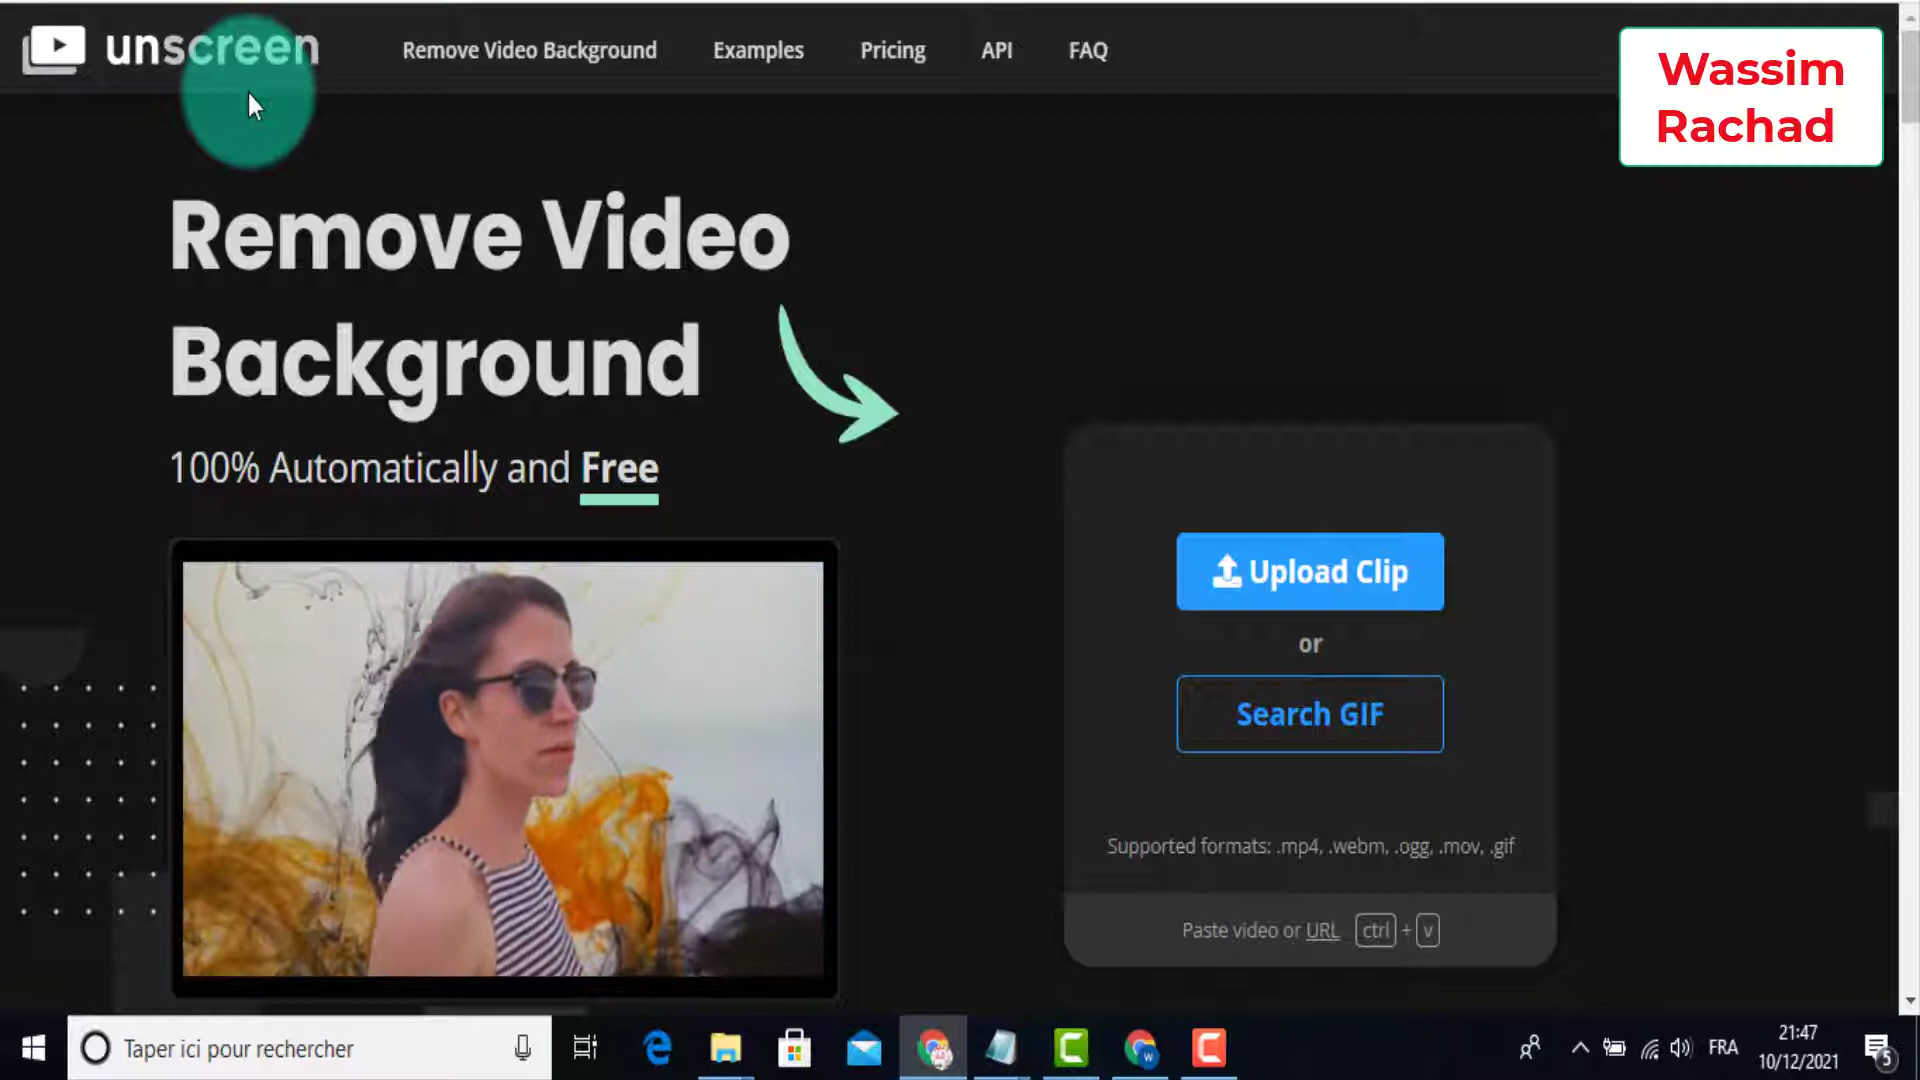 unscreen
Remove Video Background
Examples
Pricing
API
FAQ
Wassim
Rachad
Remove Video
Background
100% Automatically and Free
Upload Clip
or
Search GIF
Supported formats: .mp4, .webm, .ogg, .mov, .gif
Paste video or URL ctrl + v
Taper ici pour rechercher
W
FRA
21:47
10/12/2021
5